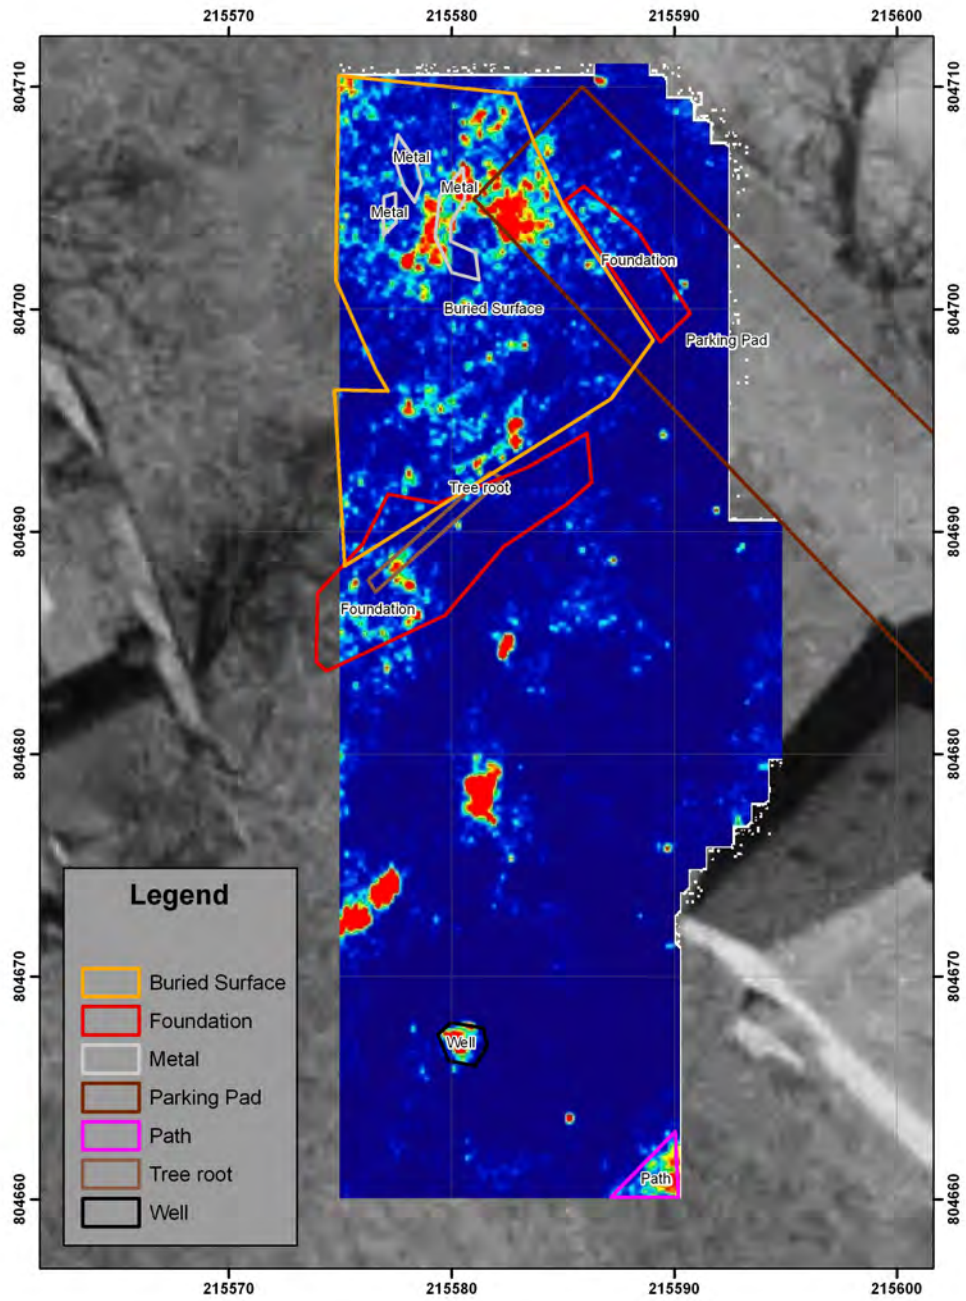 215570 215580 215590 215600
804710 804710
Metal
Metal
Metal
Foundation
804700 804700
Buried Surface
Parking Pad
Tree root
804690 804690
Foundation
804680 804680
Legend
Buried Surface
Foundation
Metal
Parking Pad
Path
Tree root
Well
804670 804670
Well
Path
804660 804660
215570 215580 215590 215600